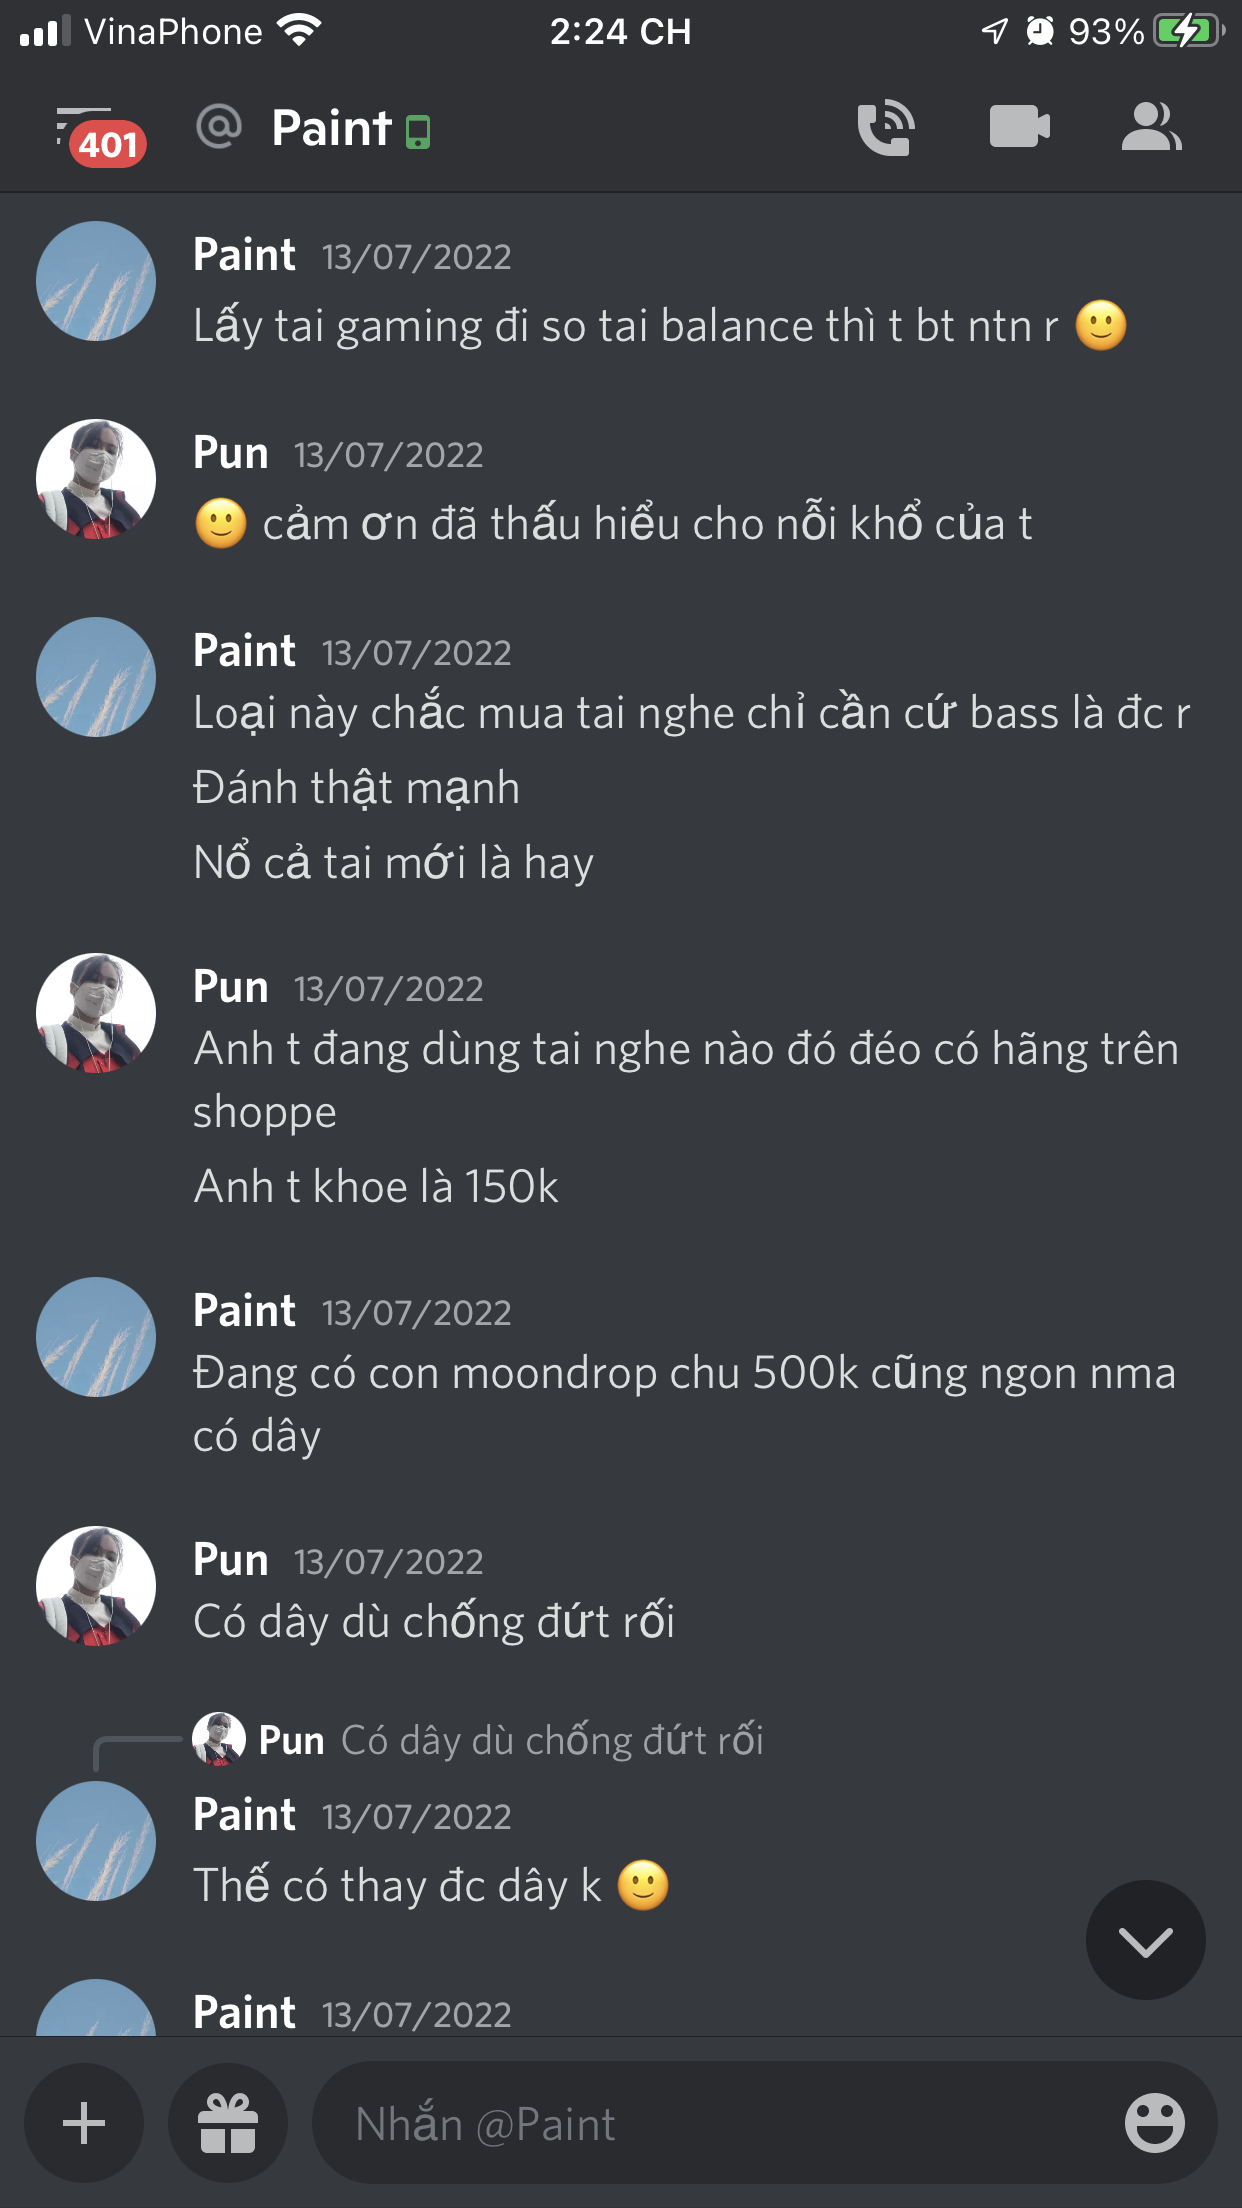 VinaPhone 2:24 CH 93%
401 Paint
Paint 13/07/2022
Lấy tai gaming đi so tai balance thì t bt ntn r 🙂
Pun 13/07/2022
🙂 cảm ơn đã thấu hiểu cho nỗi khổ của t
Paint 13/07/2022
Loại này chắc mua tai nghe chỉ cần cứ bass là đc r
Đánh thật mạnh
Nổ cả tai mới là hay
Pun 13/07/2022
Anh t đang dùng tai nghe nào đó đéo có hãng trên
shoppe
Anh t khoe là 150k
Paint 13/07/2022
Đang có con moondrop chu 500k cũng ngon nma
có dây
Pun 13/07/2022
Có dây dù chống đứt rối
Pun Có dây dù chống đứt rối
Paint 13/07/2022
Thế có thay đc dây k 🙂
Paint 13/07/2022
Nhắn @Paint